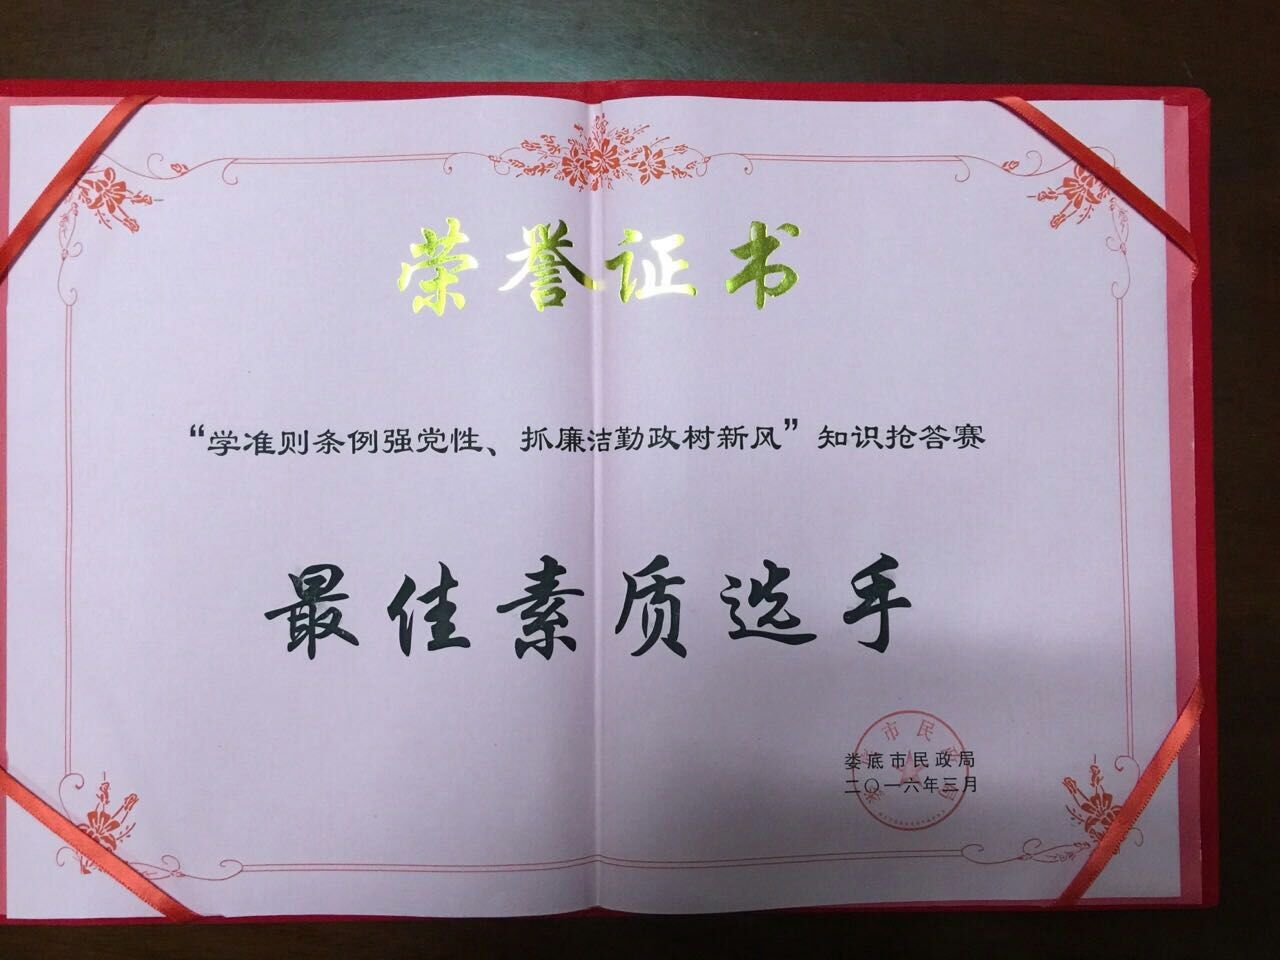 荣誉证书
“学准则条例强党性、抓廉洁勤政树新风”知识抢答赛
最佳素质选手
娄底市民政局
二〇一六年三月